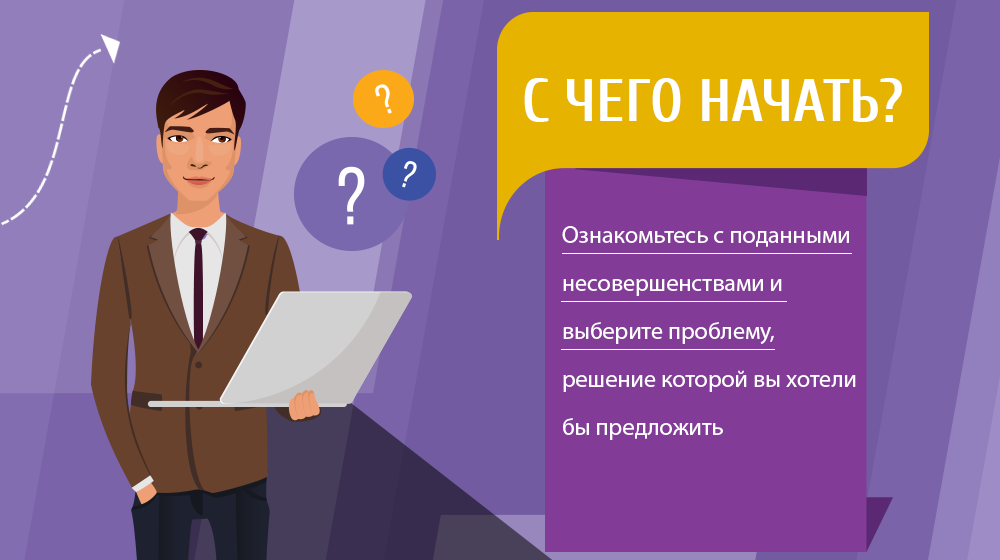 ?
?
?
С ЧЕГО НАЧАТЬ?
Ознакомьтесь с поданными
несовершенствами и
выберите проблему,
решение которой вы хотели
бы предложить